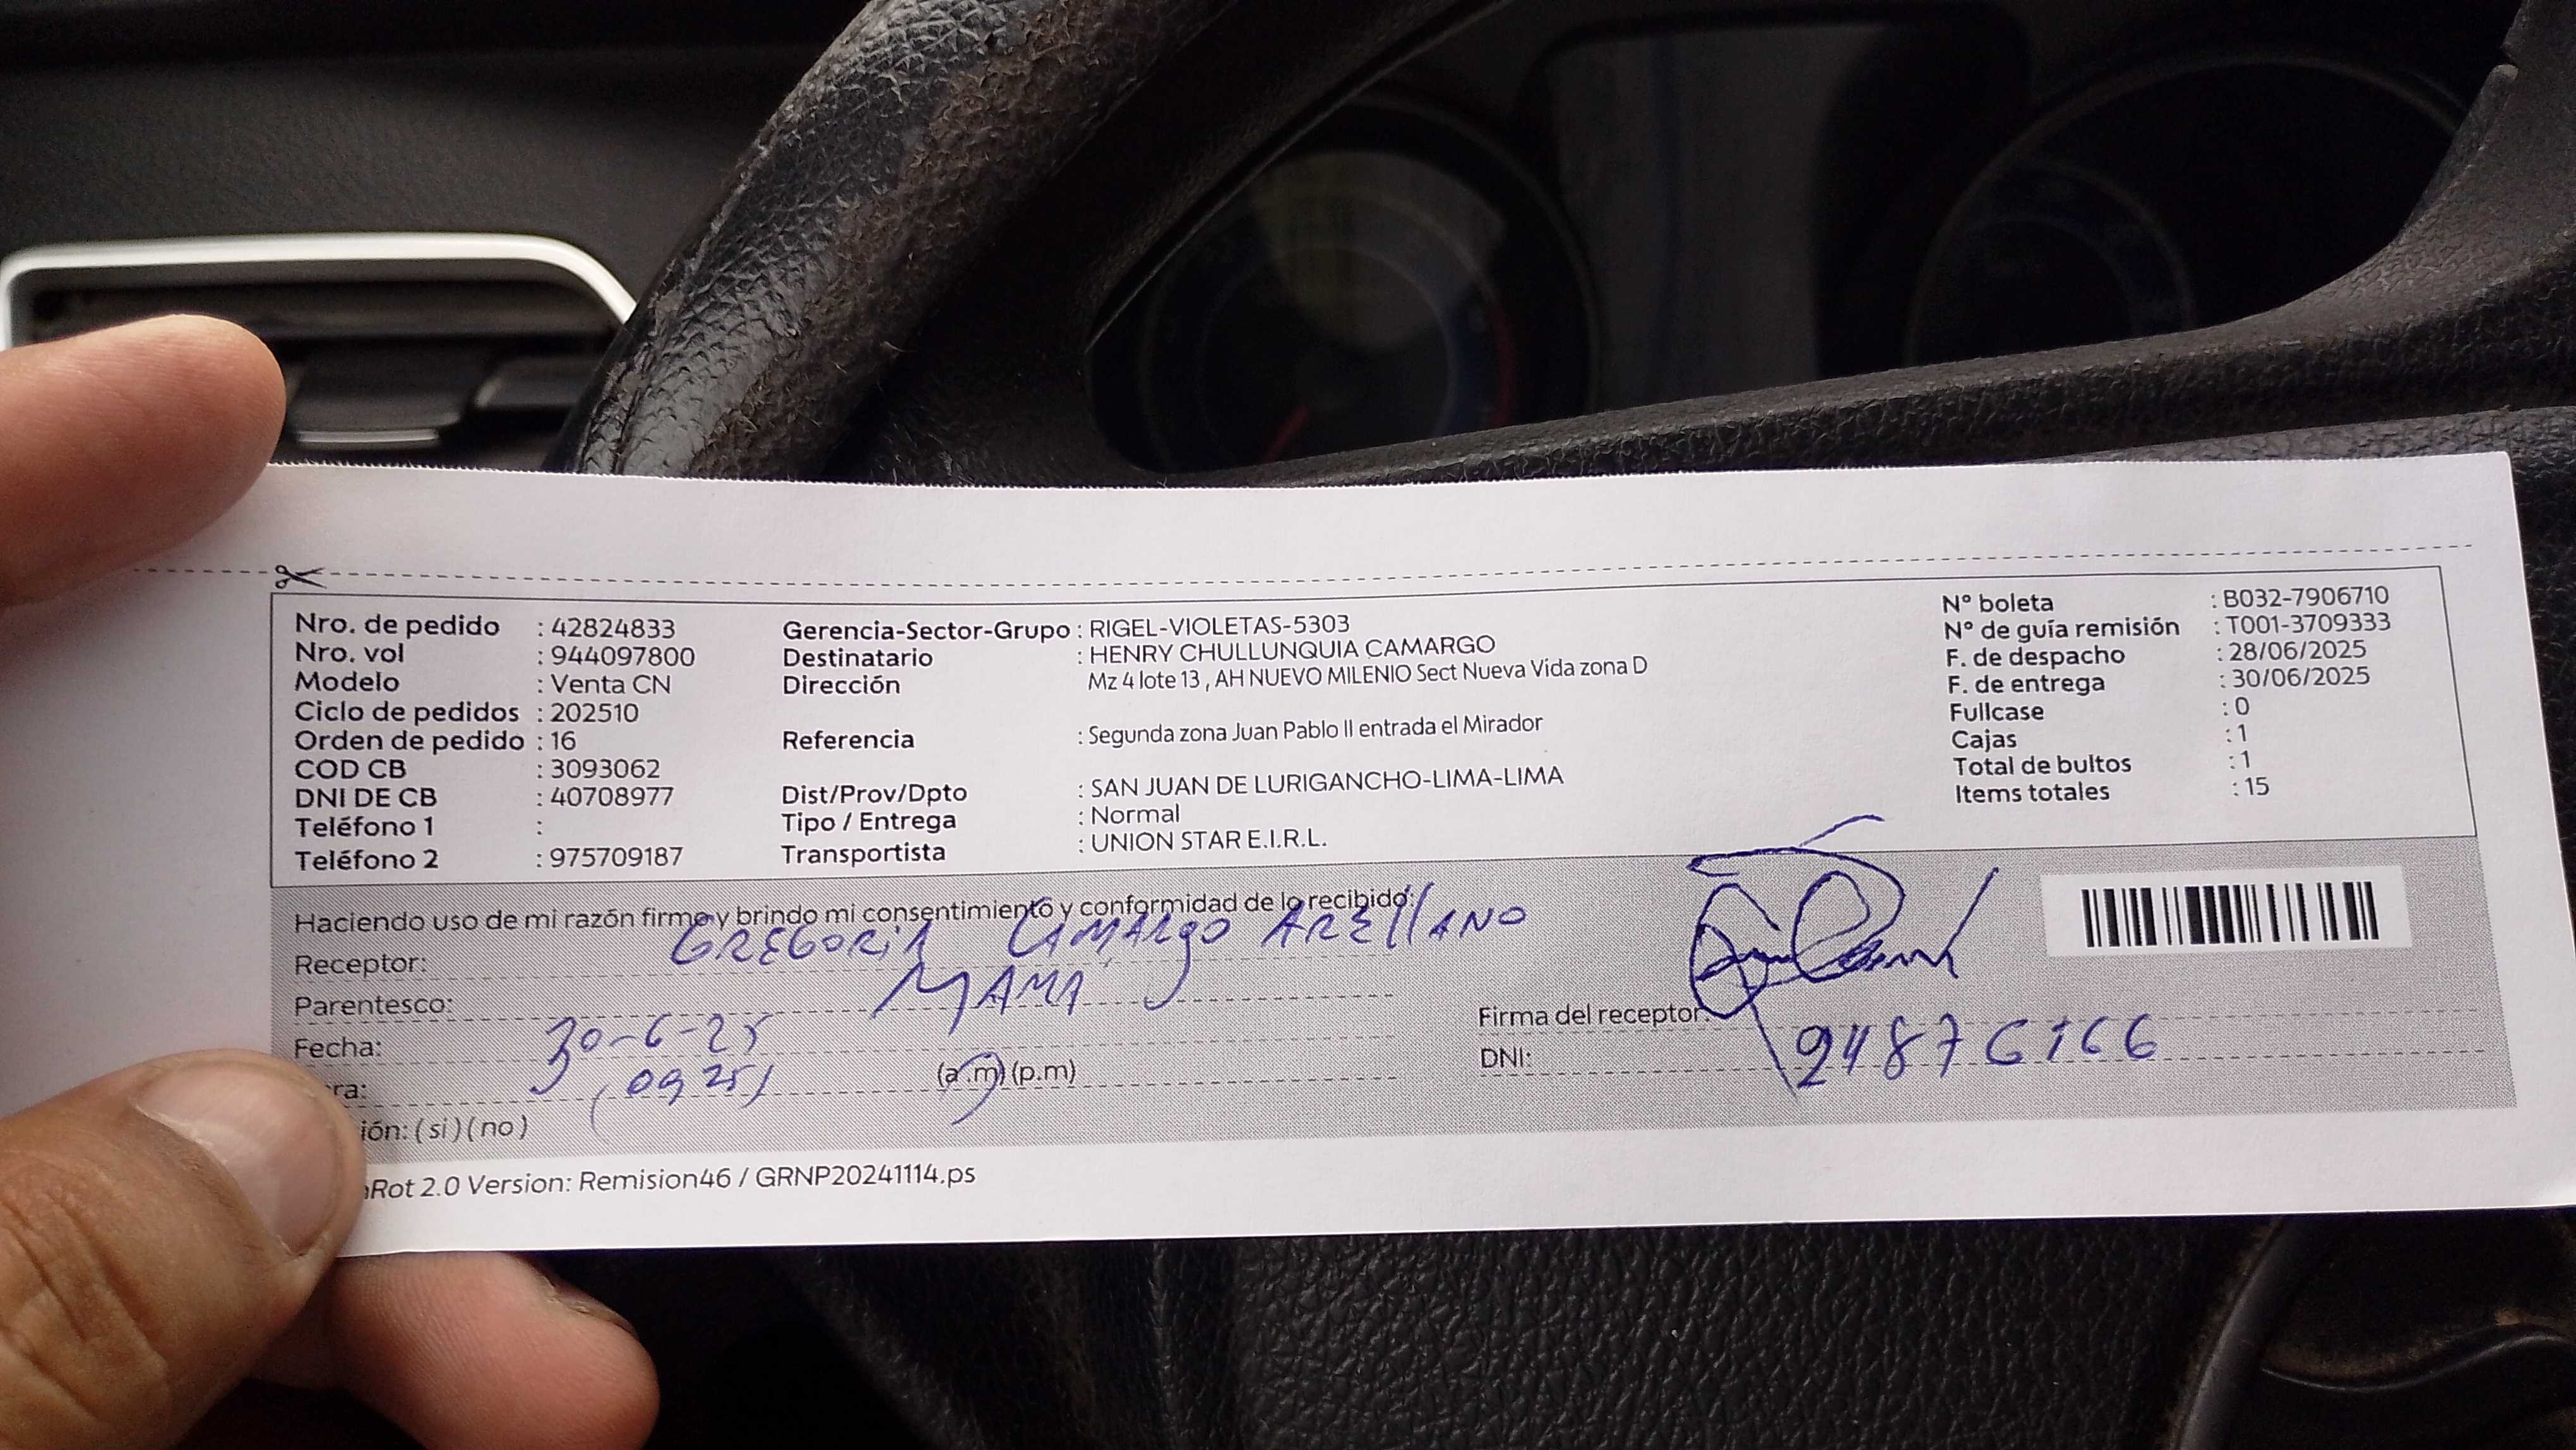 Nro. de pedido : 42824833
Nro. vol : 944097800
Modelo : Venta CN
Ciclo de pedidos : 202510
Orden de pedido : 16
COD CB : 3093062
DNI DE CB : 40708977
Teléfono 1 :
Teléfono 2 : 975709187
Gerencia-Sector-Grupo : RIGEL-VIOLETAS-5303
Destinatario : HENRY CHULLUNQUIA CAMARGO
Dirección Mz 4 lote 13 , AH NUEVO MILENIO Sect Nueva Vida zona D
Referencia : Segunda zona Juan Pablo II entrada el Mirador
Dist/Prov/Dpto : SAN JUAN DE LURIGANCHO-LIMA-LIMA
Tipo / Entrega : Normal
Transportista : UNION STAR E.I.R.L.
N° boleta : B032-7906710
N° de guía remisión : T001-3709333
F. de despacho : 28/06/2025
F. de entrega : 30/06/2025
Fullcase : 0
Cajas : 1
Total de bultos : 1
Items totales : 15
Haciendo uso de mi razón firmo y brindo mi consentimiento y conformidad de lo recibido:
Receptor: GREGORIA CAMARGO ARELLANO
Parentesco: MAMA
Fecha: 30-6-25
ra: 09 25 (a.m) (p.m)
ión: ( si ) ( no )
Firma del receptor:
DNI:
Rot 2.0 Version: Remision46 / GRNP20241114.ps